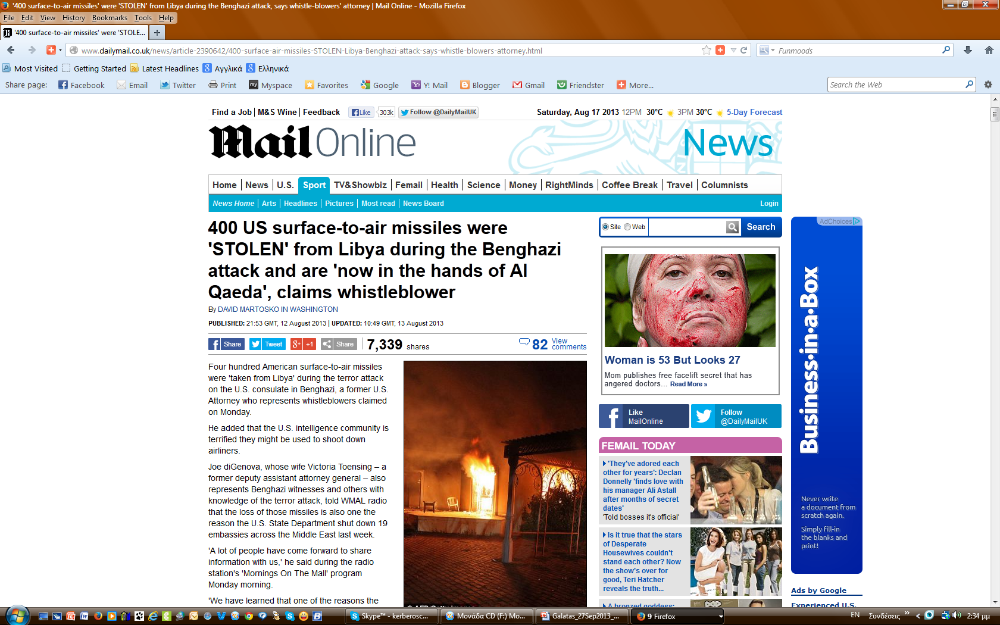 '400 surface-to-air missiles' were 'STOLEN' from Libya during the Benghazi attack, says whistle-blowers' attorney | Mail Online - Mozilla Firefox
File Edit View History Bookmarks Tools Help
'400 surface-to-air missiles' were 'STOLE...
www.dailymail.co.uk/news/article-2390642/400-surface-air-missiles-STOLEN-Libya-Benghazi-attack-says-whistle-blowers-attorney.html
Funmoods
Most Visited Getting Started Latest Headlines Αγγλικά Ελληνικά
Share page: Facebook Email Twitter Print Myspace Favorites Google Y! Mail Blogger Gmail Friendster More...
Search the Web
Find a Job | M&S Wine | Feedback Like 303k Follow @DailyMailUK
Saturday, Aug 17 2013 12PM 30°C 3PM 30°C 5-Day Forecast
Mail Online
News
Home News U.S. Sport TV&Showbiz Femail Health Science Money RightMinds Coffee Break Travel Columnists
News Home Arts Headlines Pictures Most read News Board Login
400 US surface-to-air missiles were
'STOLEN' from Libya during the Benghazi
attack and are 'now in the hands of Al
Qaeda', claims whistleblower
By DAVID MARTOSKO IN WASHINGTON
PUBLISHED: 21:53 GMT, 12 August 2013 | UPDATED: 10:49 GMT, 13 August 2013
Share Tweet +1 Share 7,339 shares
82 View comments
Four hundred American surface-to-air missiles
were 'taken from Libya' during the terror attack
on the U.S. consulate in Benghazi, a former U.S.
Attorney who represents whistleblowers claimed
on Monday.
He added that the U.S. intelligence community is
terrified they might be used to shoot down
airliners.
Joe diGenova, whose wife Victoria Toensing – a
former deputy assistant attorney general – also
represents Benghazi witnesses and others with
knowledge of the terror attack, told WMAL radio
that the loss of those missiles is also one the
reason the U.S. State Department shut down 19
embassies across the Middle East last week.
'A lot of people have come forward to share
information with us,' he said during the radio
station's 'Mornings On The Mall' program
Monday morning.
'We have learned that one of the reasons the
Site Web Search
Woman is 53 But Looks 27
Mom publishes free facelift secret that has
angered doctors... Read More »
Like
MailOnline
Follow
@DailyMailUK
FEMAIL TODAY
'They've adored each
other for years': Declan
Donnelly 'finds love with
his manager Ali Astall
after months of secret
dates'
'Told bosses it's official'
Is it true that the stars
of Desperate
Housewives couldn't
stand each other? Now
the show's over for
good, Teri Hatcher
reveals the truth...
A bronzed goddess:
AdChoices
Business-in-a-Box
Never write
a document from
scratch again.
Simply fill-in
the blanks and
print!
Ads by Google
Experienced U.S.
Skype™ - kerberosc...
Μονάδα CD (F:) Mo...
Galatas_27Sep2013_...
9 Firefox
EN
Συνδέσεις
2:34 μμ